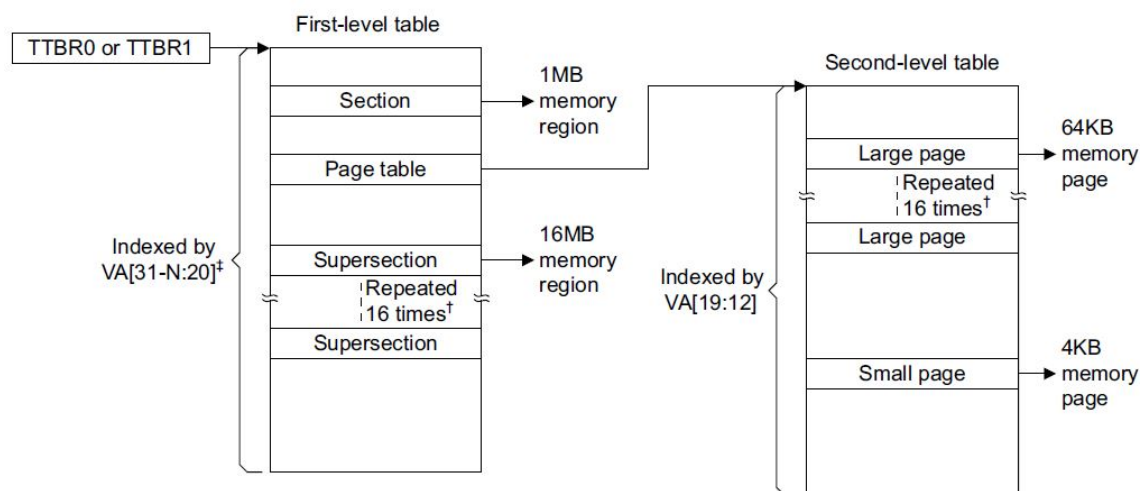 First-level table
TTBR0 or TTBR1
Section
1MB
memory
region
Page table
Indexed by
VA[31-N:20]‡
Supersection
16MB
memory
region
Repeated
16 times†
Supersection
Second-level table
Large page
64KB
memory
page
Repeated
16 times†
Large page
Indexed by
VA[19:12]
Small page
4KB
memory
page